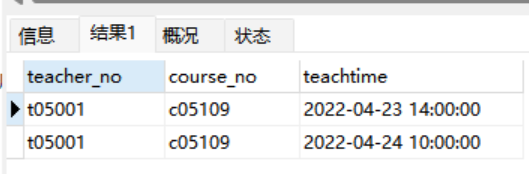 信息 结果1 概况 状态
teacher_no course_no teachtime
t05001 c05109 2022-04-23 14:00:00
t05001 c05109 2022-04-24 10:00:00